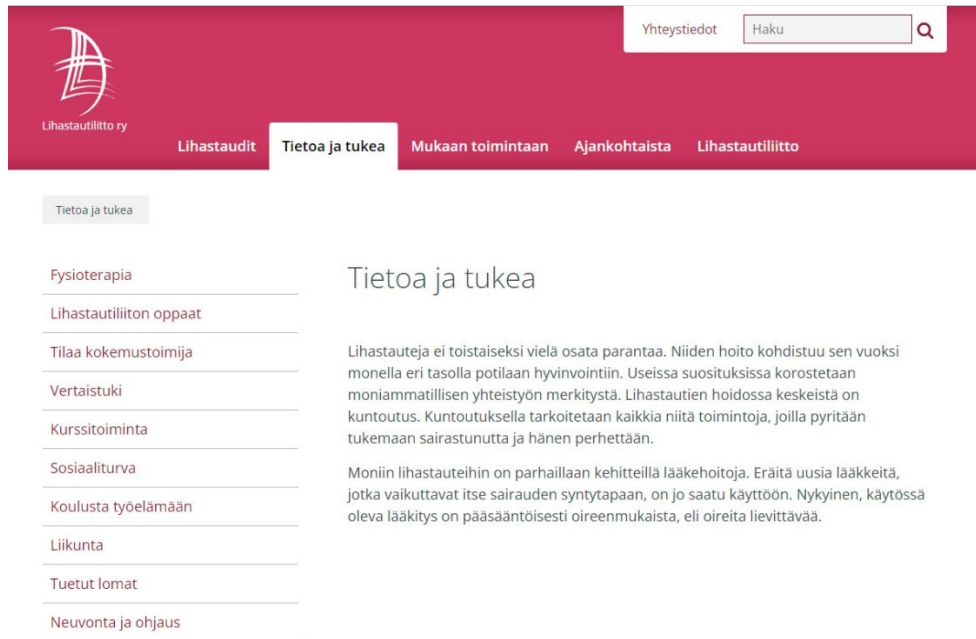 Yhteystiedot
Haku
Lihastautilitto ry
Lihastaudit Tietoa ja tukea Mukaan toimintaan Ajankohtaista Lihastautiliitto
Tietoa ja tukea
Fysioterapia
Lihastautiliiton oppaat
Tilaa kokemustoimija
Vertaistuki
Kurssitoiminta
Sosiaaliturva
Koulusta työelämään
Liikunta
Tuetut lomat
Neuvonta ja ohjaus
Tietoa ja tukea
Lihastauteja ei toistaiseksi vielä osata parantaa. Niiden hoito kohdistuu sen vuoksi
monella eri tasolla potilaan hyvinvointiin. Useissa suosituksissa korostetaan
moniammatillisen yhteistyön merkitystä. Lihastautien hoidossa keskeistä on
kuntoutus. Kuntoutuksella tarkoitetaan kaikkia niitä toimintoja, joilla pyritään
tukemaan sairastunutta ja hänen perhettään.
Moniin lihastauteihin on parhaillaan kehitteillä lääkehoitoja. Eräitä uusia lääkkeitä,
jotka vaikuttavat itse sairauden syntytapaan, on jo saatu käyttöön. Nykyinen, käytössä
oleva lääkitys on pääsääntöisesti oireenmukaista, eli oireita lievittävää.